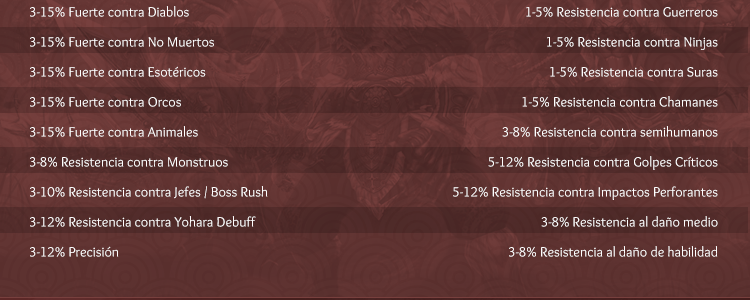 3-15% Fuerte contra Diablos
1-5% Resistencia contra Guerreros
3-15% Fuerte contra No Muertos
1-5% Resistencia contra Ninjas
3-15% Fuerte contra Esotéricos
1-5% Resistencia contra Suras
3-15% Fuerte contra Orcos
1-5% Resistencia contra Chamanes
3-15% Fuerte contra Animales
3-8% Resistencia contra semihumanos
3-8% Resistencia contra Monstruos
5-12% Resistencia contra Golpes Críticos
3-10% Resistencia contra Jefes / Boss Rush
5-12% Resistencia contra Impactos Perforantes
3-12% Resistencia contra Yohara Debuff
3-8% Resistencia al daño medio
3-12% Precisión
3-8% Resistencia al daño de habilidad